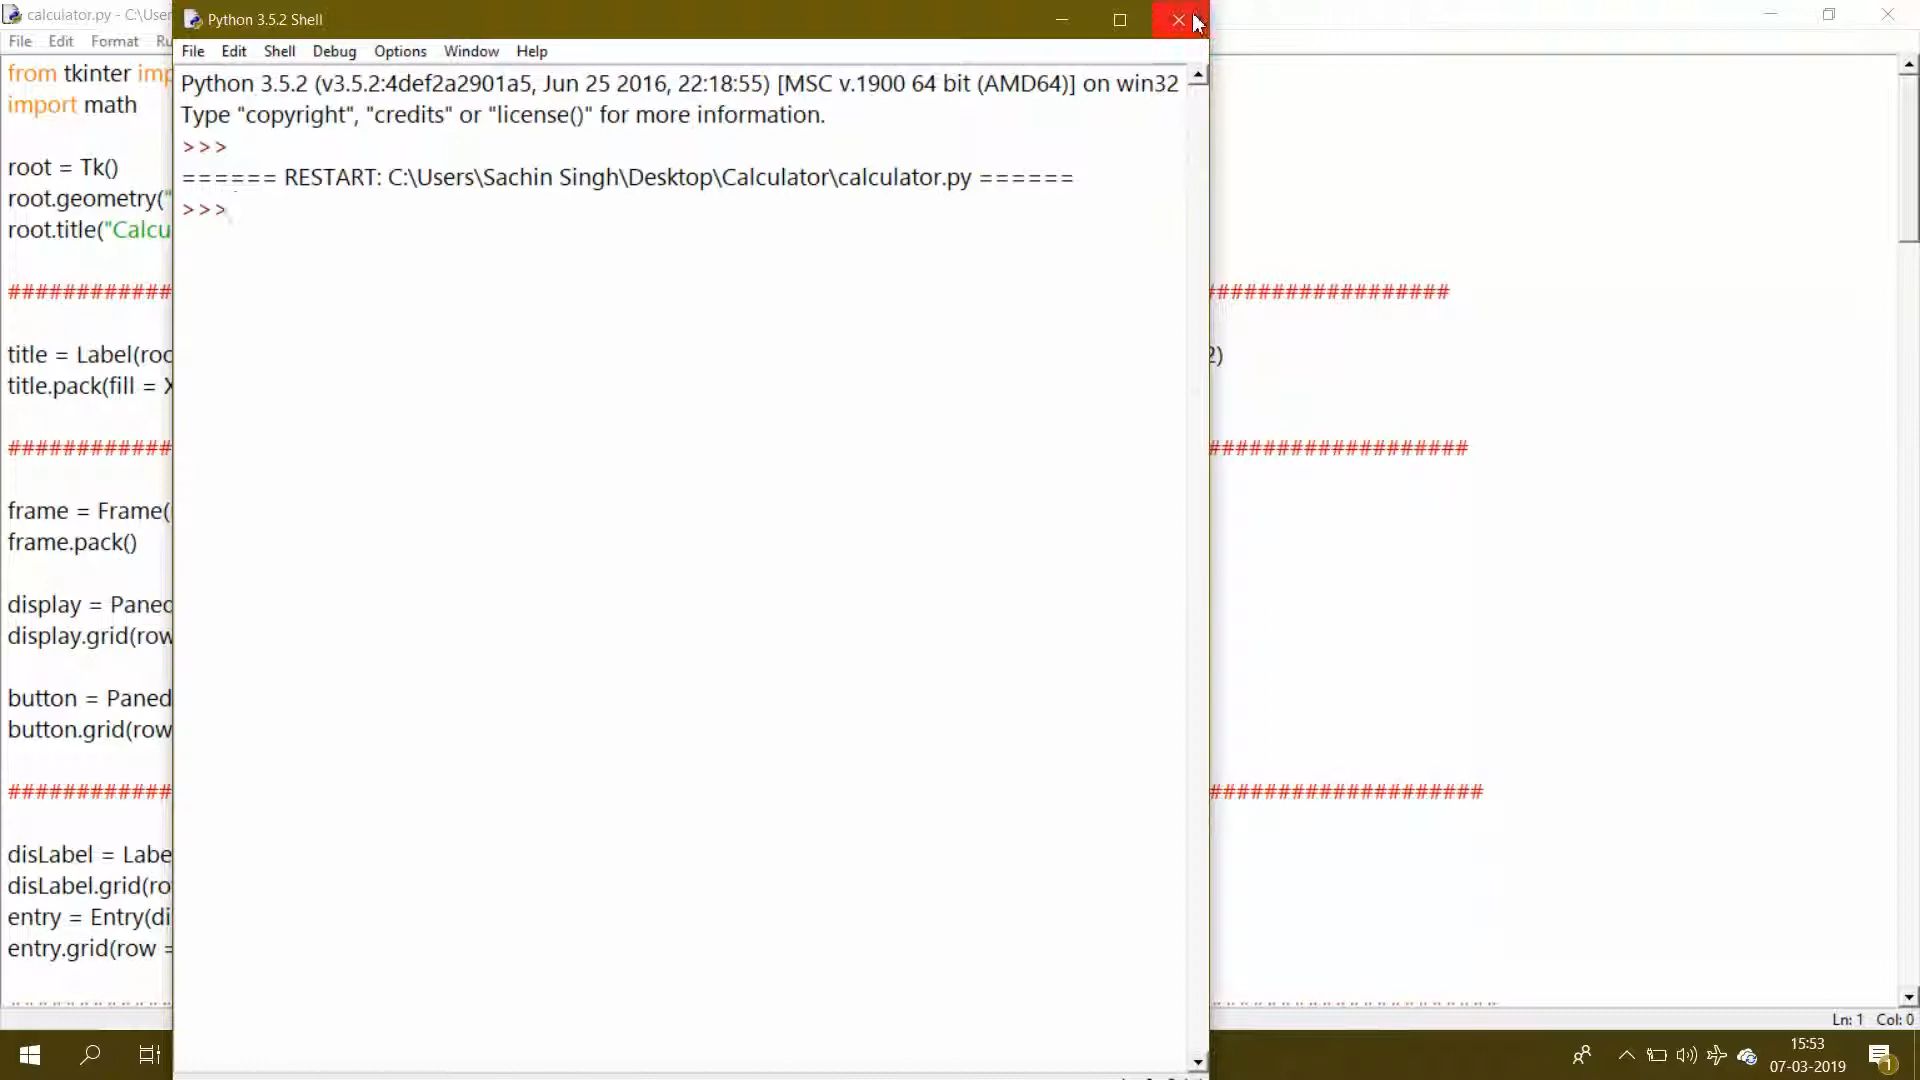 calculator.py - C:\User
Python 3.5.2 Shell
File Edit Format Ru
File Edit Shell Debug Options Window Help
from tkinter imp
import math
root = Tk()
root.geometry("
root.title("Calcu
############
title = Label(roo
title.pack(fill = X
############
frame = Frame(
frame.pack()
display = Paned
display.grid(row
button = Paned
button.grid(row
############
disLabel = Labe
disLabel.grid(ro
entry = Entry(di
entry.grid(row =
Python 3.5.2 (v3.5.2:4def2a2901a5, Jun 25 2016, 22:18:55) [MSC v.1900 64 bit (AMD64)] on win32
Type "copyright", "credits" or "license()" for more information.
>>>
====== RESTART: C:\Users\Sachin Singh\Desktop\Calculator\calculator.py ======
>>>
#################
2)
##################
###################
Ln: 1 Col: 0
15:53
07-03-2019
1